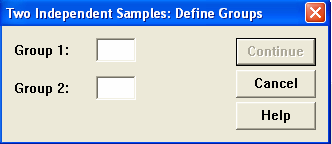 Two Independent Samples: Define Groups
Group 1:
Continue
Group 2:
Cancel
Help